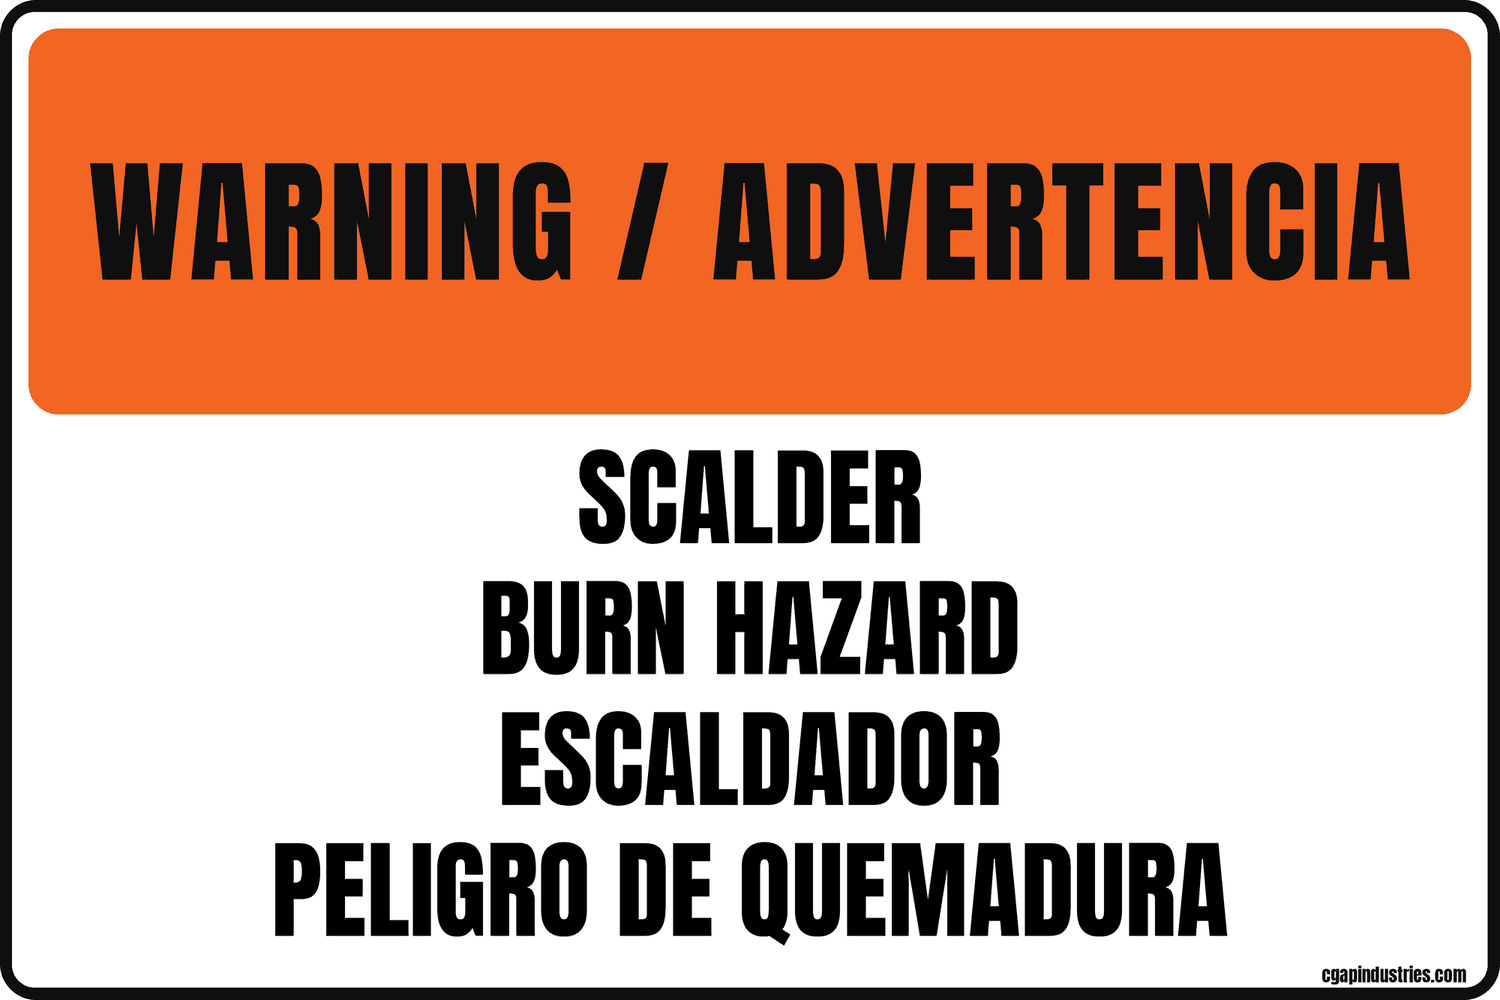 WARNING / ADVERTENCIA
SCALDER
BURN HAZARD
ESCALDADOR
PELIGRO DE QUEMADURA
cgapindustries.com